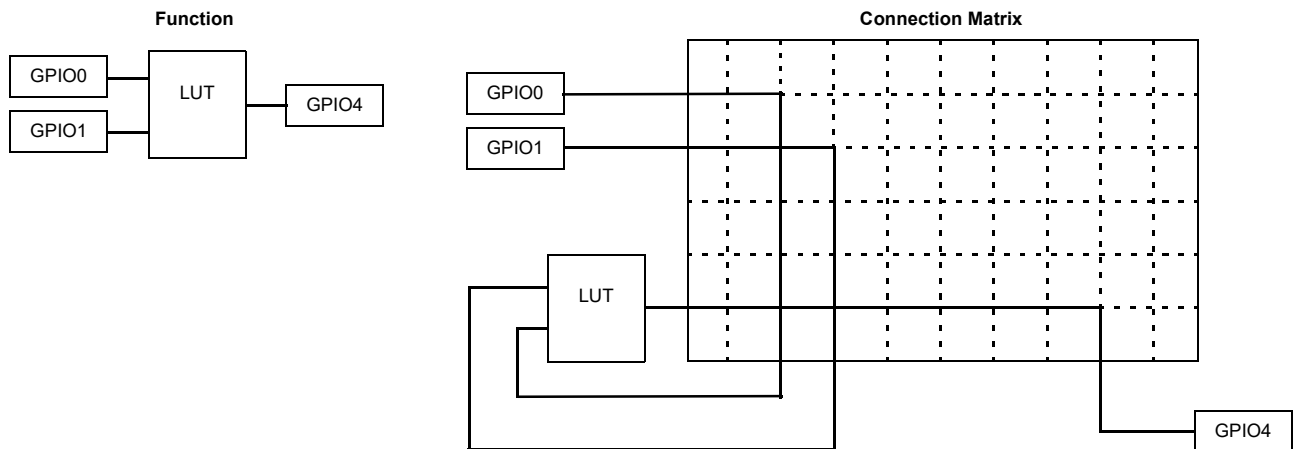 Function
GPIO0
GPIO1
LUT
GPIO4
Connection Matrix
GPIO0
GPIO1
LUT
GPIO4